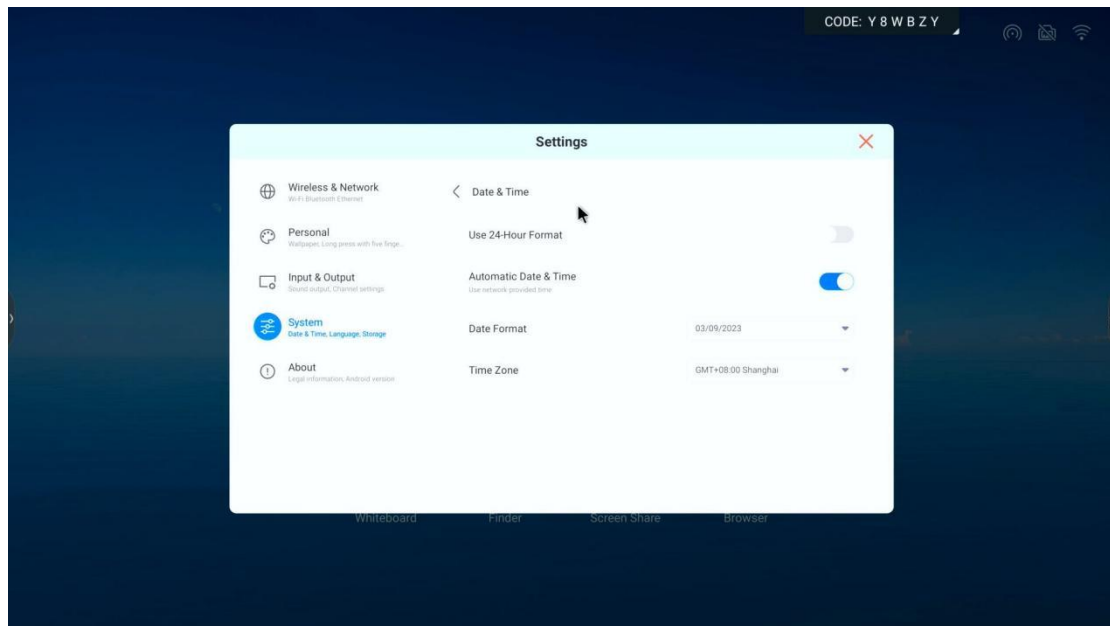 CODE: Y 8 W B Z Y
Settings
Wireless & Network
Wi-Fi Bluetooth Ethernet
Date & Time
Personal
Wallpaper, Long press with five finge...
Use 24-Hour Format
Input & Output
Sound output, Channel settings
Automatic Date & Time
Use network provided time
System
Date & Time, Language, Storage
Date Format
03/09/2023
About
Legal information, Android version
Time Zone
GMT+08:00 Shanghai
Whiteboard
Finder
Screen Share
Browser